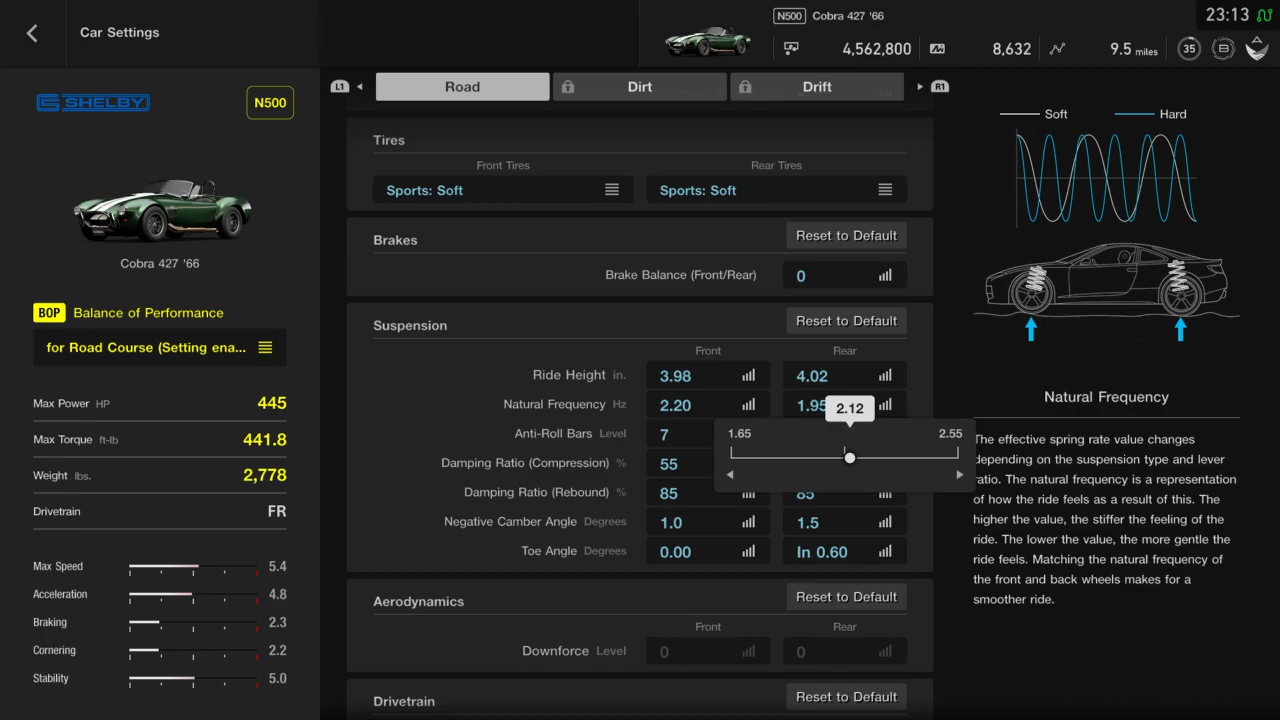 Car Settings
N500 Cobra 427 '66
23:13
4,562,800
8,632
9.5 miles
35
B
L1
Road
Dirt
Drift
R1
SHELBY
N500
Cobra 427 '66
BOP Balance of Performance
for Road Course (Setting ena...
Max Power HP 445
Max Torque ft-lb 441.8
Weight lbs. 2,778
Drivetrain FR
Max Speed 5.4
Acceleration 4.8
Braking 2.3
Cornering 2.2
Stability 5.0
Tires
Front Tires Rear Tires
Sports: Soft Sports: Soft
Brakes Reset to Default
Brake Balance (Front/Rear) 0
Suspension Reset to Default
Front Rear
Ride Height in. 3.98 4.02
Natural Frequency Hz 2.20 1.95
2.12
1.65 2.55
Anti-Roll Bars Level 7
Damping Ratio (Compression) % 55
Damping Ratio (Rebound) % 85 85
Negative Camber Angle Degrees 1.0 1.5
Toe Angle Degrees 0.00 In 0.60
Aerodynamics Reset to Default
Front Rear
Downforce Level 0 0
Drivetrain Reset to Default
Soft Hard
Natural Frequency
The effective spring rate value changes
depending on the suspension type and lever
ratio. The natural frequency is a representation
of how the ride feels as a result of this. The
higher the value, the stiffer the feeling of the
ride. The lower the value, the more gentle the
ride feels. Matching the natural frequency of
the front and back wheels makes for a
smoother ride.